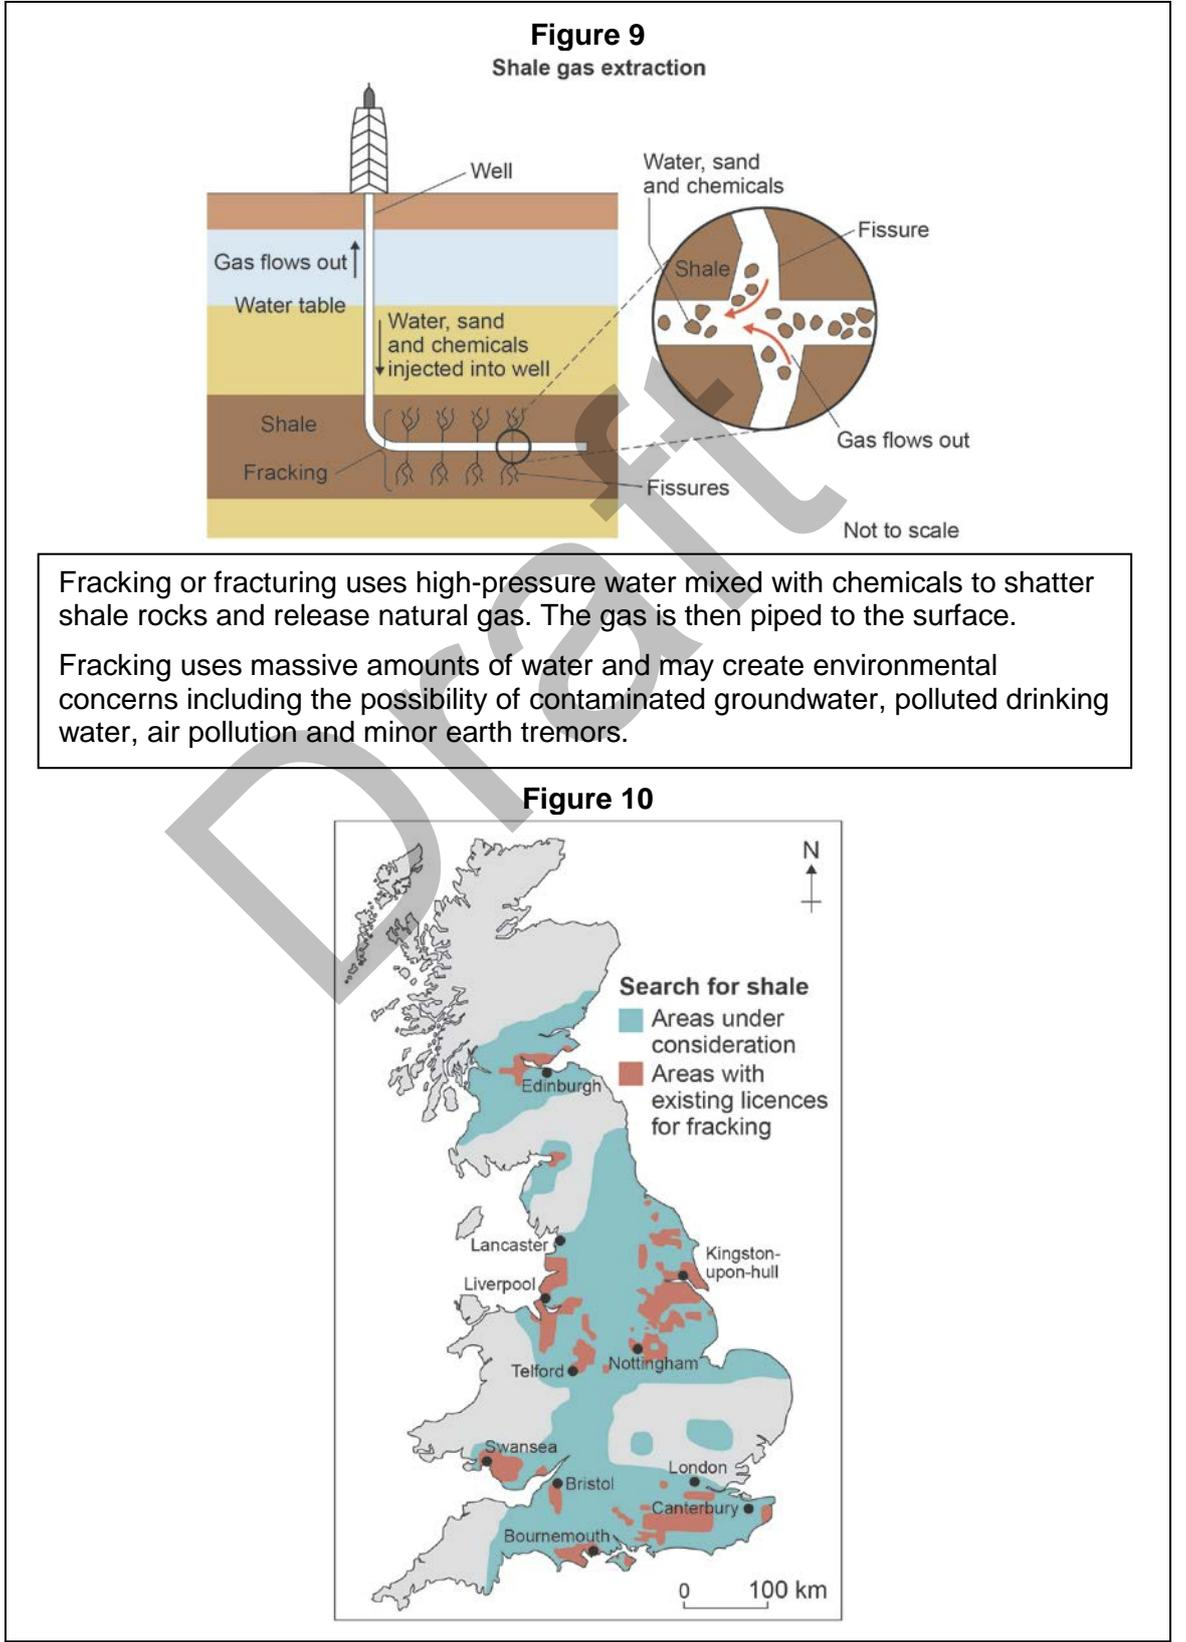 Figure 9
Shale gas extraction
Well
Water, sand
and chemicals
Fissure
Shale
Gas flows out
Water table
Water, sand
and chemicals
injected into well
Shale
Fracking
Gas flows out
Fissures
Not to scale
Fracking or fracturing uses high-pressure water mixed with chemicals to shatter
shale rocks and release natural gas. The gas is then piped to the surface.
Fracking uses massive amounts of water and may create environmental
concerns including the possibility of contaminated groundwater, polluted drinking
water, air pollution and minor earth tremors.
Draft
Figure 10
N
Search for shale
Areas under
consideration
Areas with
existing licences
for fracking
Edinburgh
Lancaster
Kingston-
upon-hull
Liverpool
Nottingham
Telford
Swansea
London
Bristol
Canterbury
Bournemouth
0 100 km